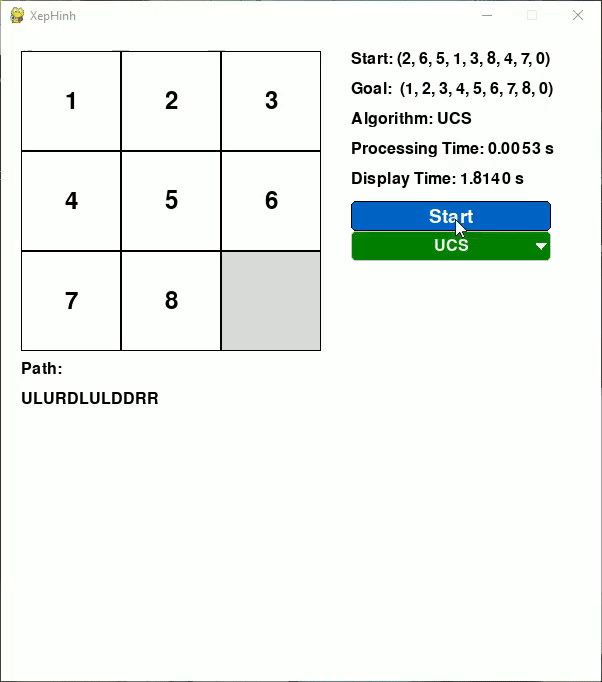 XepHinh
1 2 3
4 5 6
7 8
Start: (2, 6, 5, 1, 3, 8, 4, 7, 0)
Goal: (1, 2, 3, 4, 5, 6, 7, 8, 0)
Algorithm: UCS
Processing Time: 0.0053 s
Display Time: 1.8140 s
Start
UCS
Path:
ULURDLULDDRR